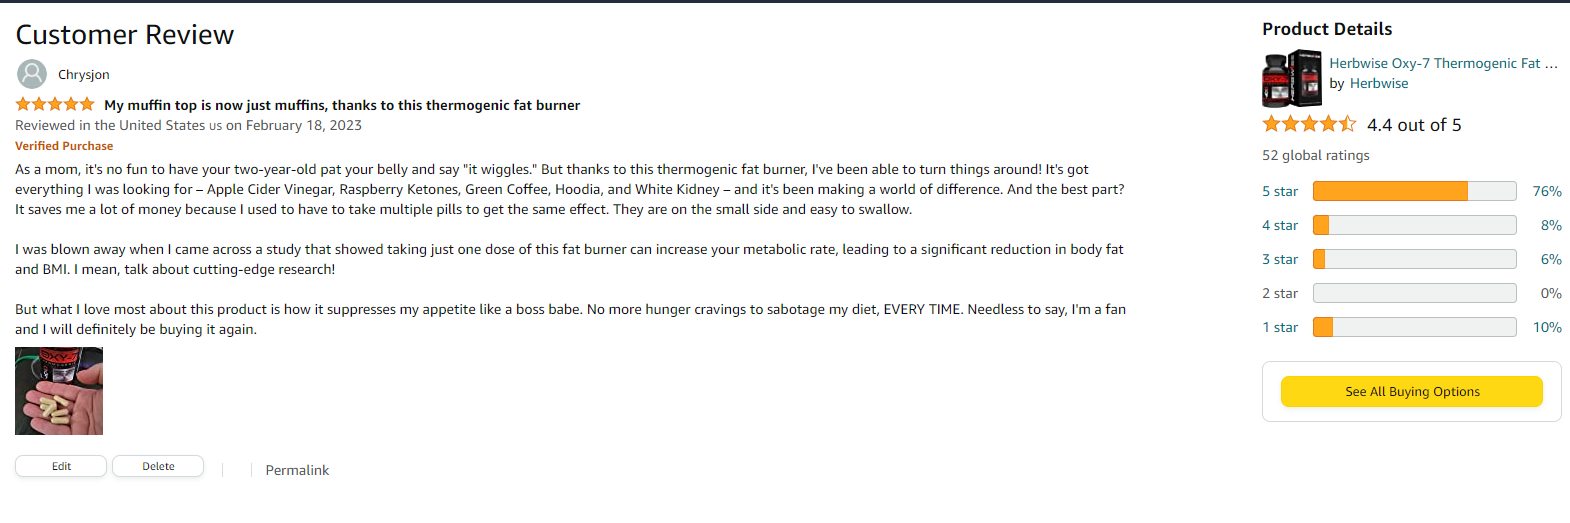 Customer Review
Chrysjon
My muffin top is now just muffins, thanks to this thermogenic fat burner
Reviewed in the United States us on February 18, 2023
Verified Purchase
As a mom, it's no fun to have your two-year-old pat your belly and say "it wiggles." But thanks to this thermogenic fat burner, I've been able to turn things around! It's got
everything I was looking for – Apple Cider Vinegar, Raspberry Ketones, Green Coffee, Hoodia, and White Kidney – and it's been making a world of difference. And the best part?
It saves me a lot of money because I used to have to take multiple pills to get the same effect. They are on the small side and easy to swallow.
I was blown away when I came across a study that showed taking just one dose of this fat burner can increase your metabolic rate, leading to a significant reduction in body fat
and BMI. I mean, talk about cutting-edge research!
But what I love most about this product is how it suppresses my appetite like a boss babe. No more hunger cravings to sabotage my diet, EVERY TIME. Needless to say, I'm a fan
and I will definitely be buying it again.
OXY-7
Edit
Delete
Permalink
Product Details
OXY-7
Herbwise Oxy-7 Thermogenic Fat ...
by Herbwise
4.4 out of 5
52 global ratings
5 star 76%
4 star 8%
3 star 6%
2 star 0%
1 star 10%
See All Buying Options